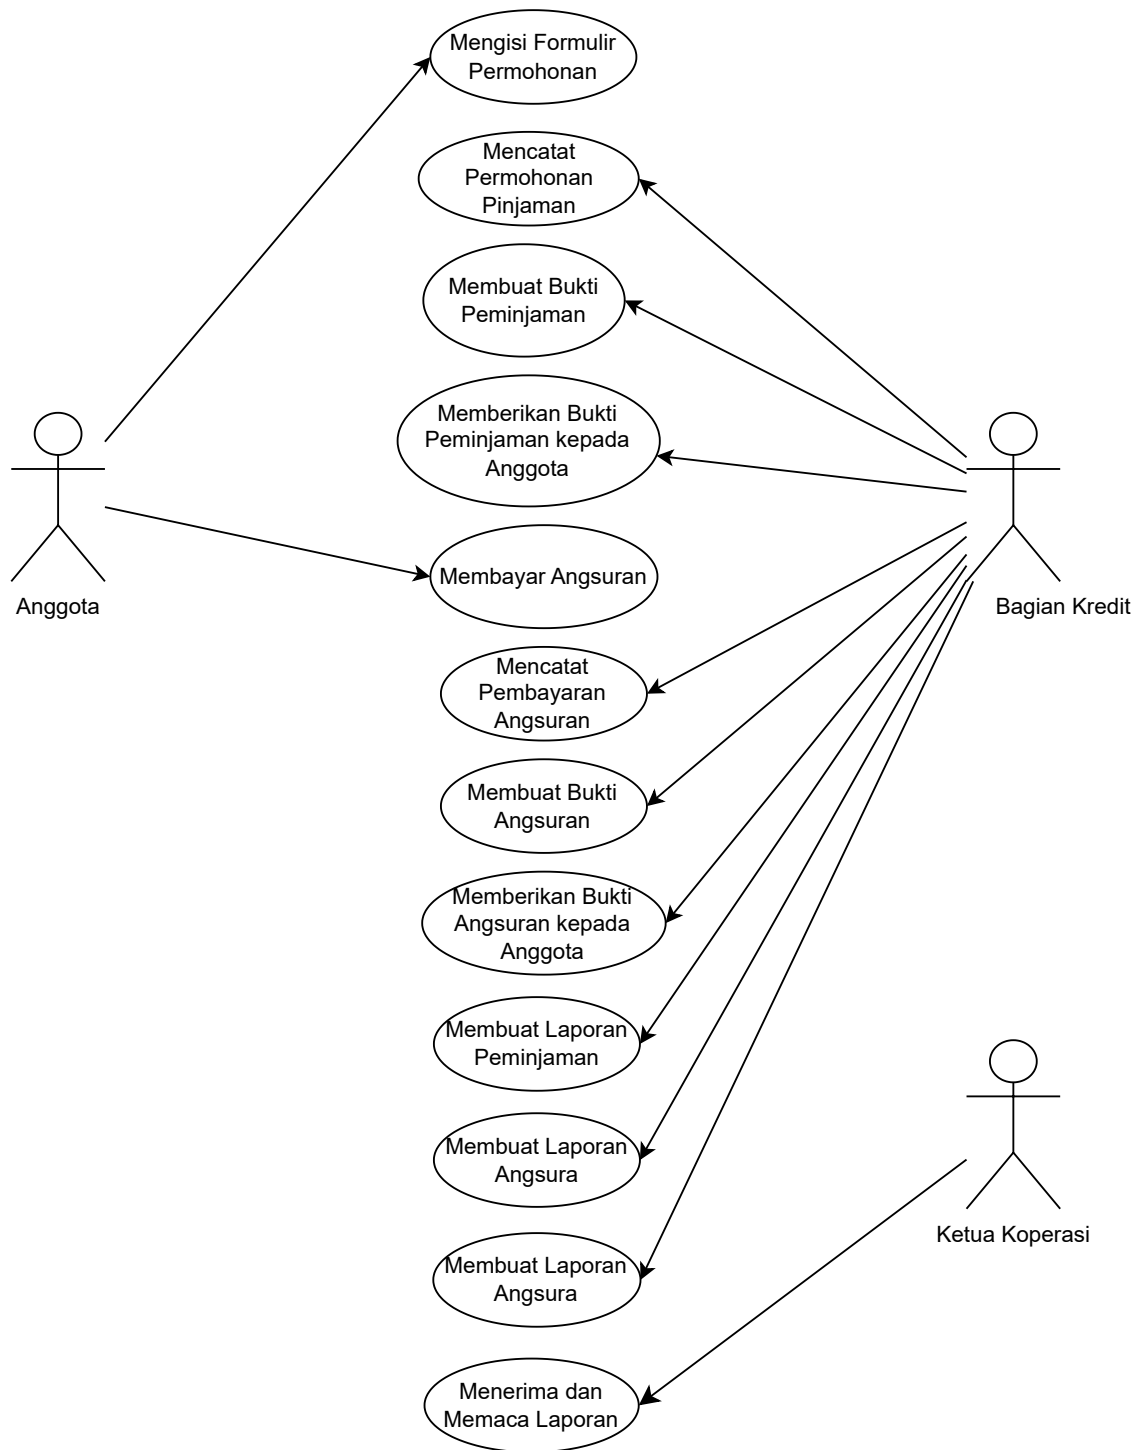 Mengisi Formulir
Permohonan
Mencatat
Permohonan
Pinjaman
Membuat Bukti
Peminjaman
Memberikan Bukti
Peminjaman kepada
Anggota
Membayar Angsuran
Anggota
Bagian Kredit
Mencatat
Pembayaran
Angsuran
Membuat Bukti
Angsuran
Memberikan Bukti
Angsuran kepada
Anggota
Membuat Laporan
Peminjaman
Membuat Laporan
Angsura
Ketua Koperasi
Membuat Laporan
Angsura
Menerima dan
Memaca Laporan